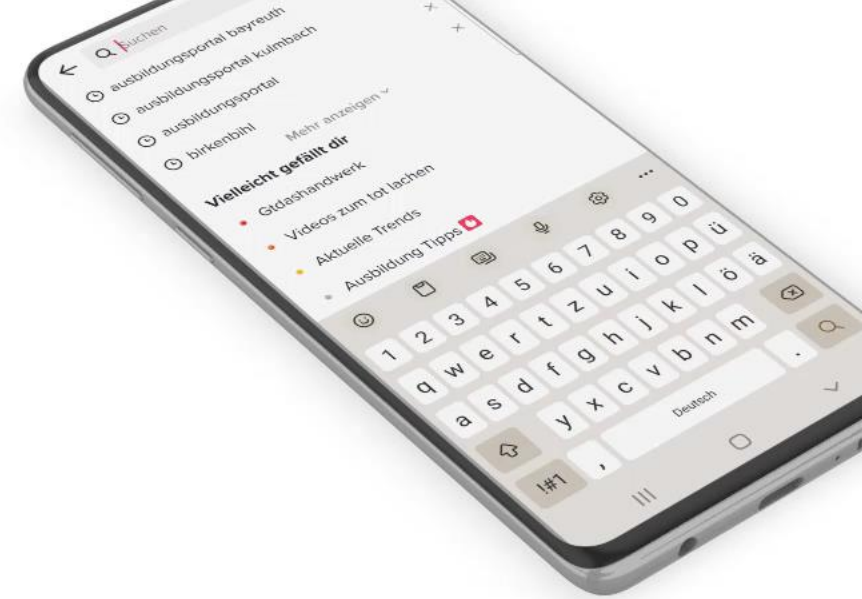 Suchen
ausbildungsportal bayreuth
ausbildungsportal kulmbach
ausbildungsportal
birkenbihl
Mehr anzeigen
Vielleicht gefällt dir
Gtdashandwerk
Videos zum tot lachen
Aktuelle Trends
Ausbildung Tipps
1 2 3 4 5 6 7 8 9 0
q w e r t z u i o p ü
a s d f g h j k l ö ä
y x c v b n m
!#1 , Deutsch .